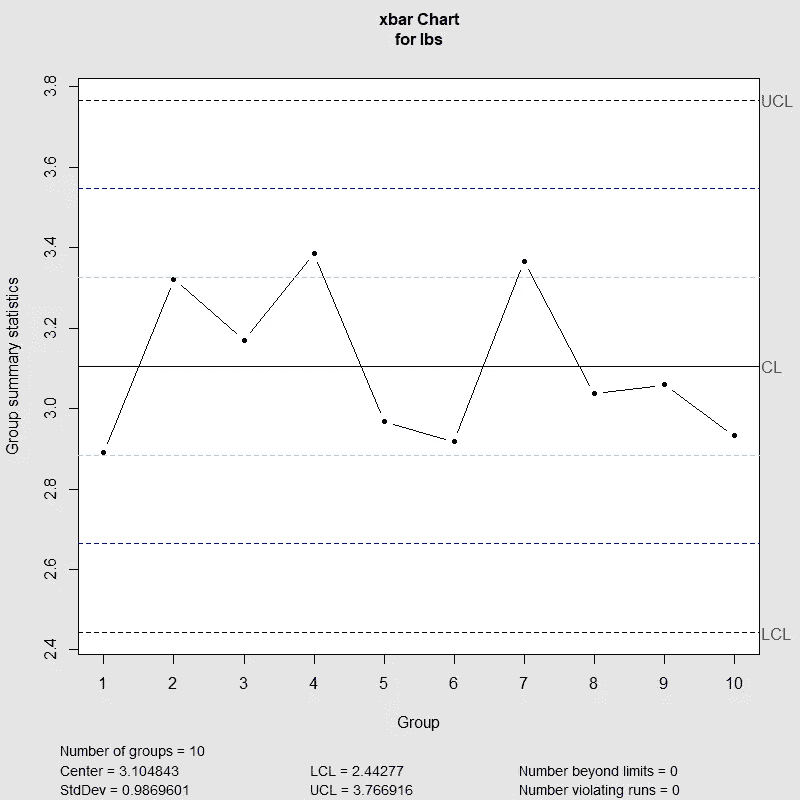 xbar Chart
for lbs
Group summary statistics
3.8
3.6
3.4
3.2
3.0
2.8
2.6
2.4
UCL
CL
LCL
1 2 3 4 5 6 7 8 9 10
Group
Number of groups = 10
Center = 3.104843 LCL = 2.44277 Number beyond limits = 0
StdDev = 0.9869601 UCL = 3.766916 Number violating runs = 0